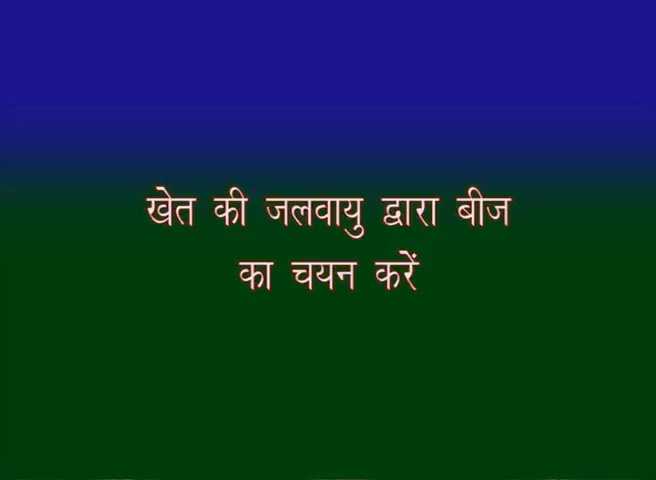 खेत की जलवायु द्वारा बीज
का चयन करें